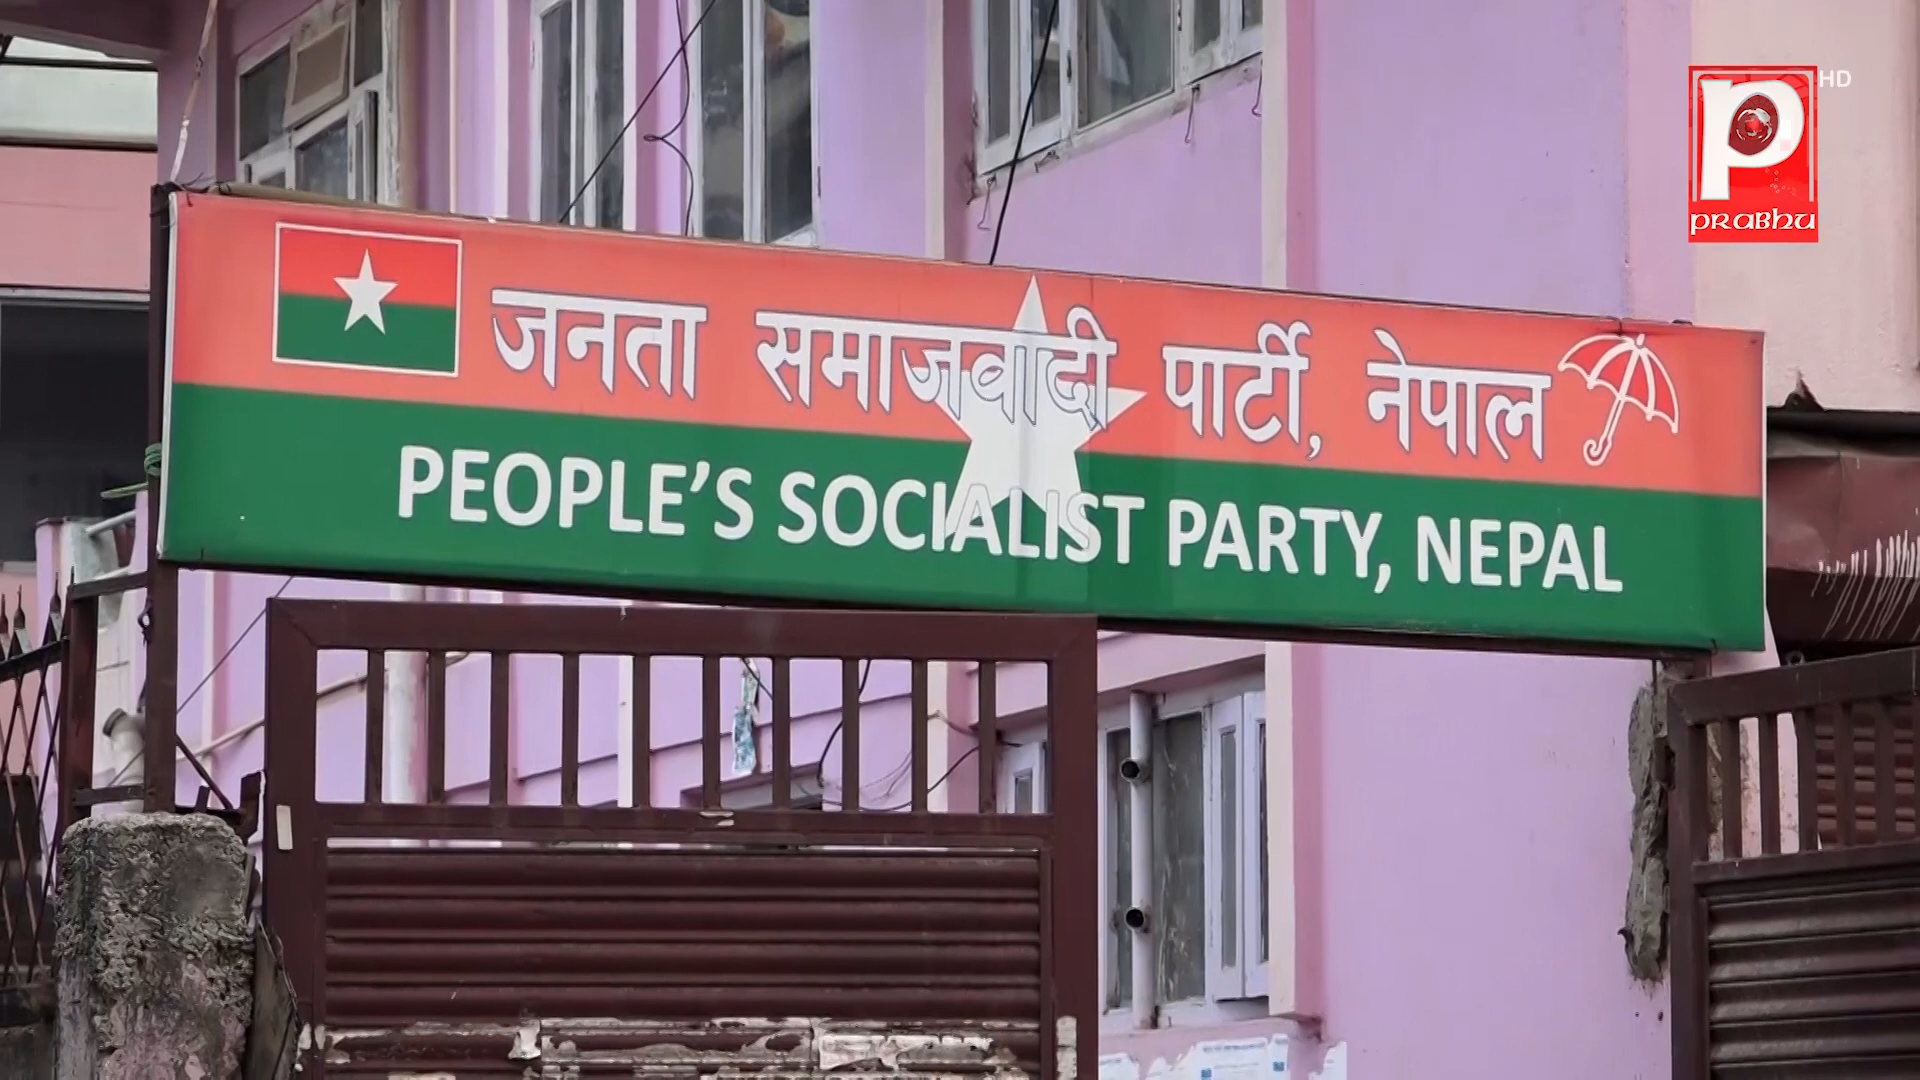 HD
PRABHU
जनता समाजवादी पार्टी, नेपाल
PEOPLE'S SOCIALIST PARTY, NEPAL